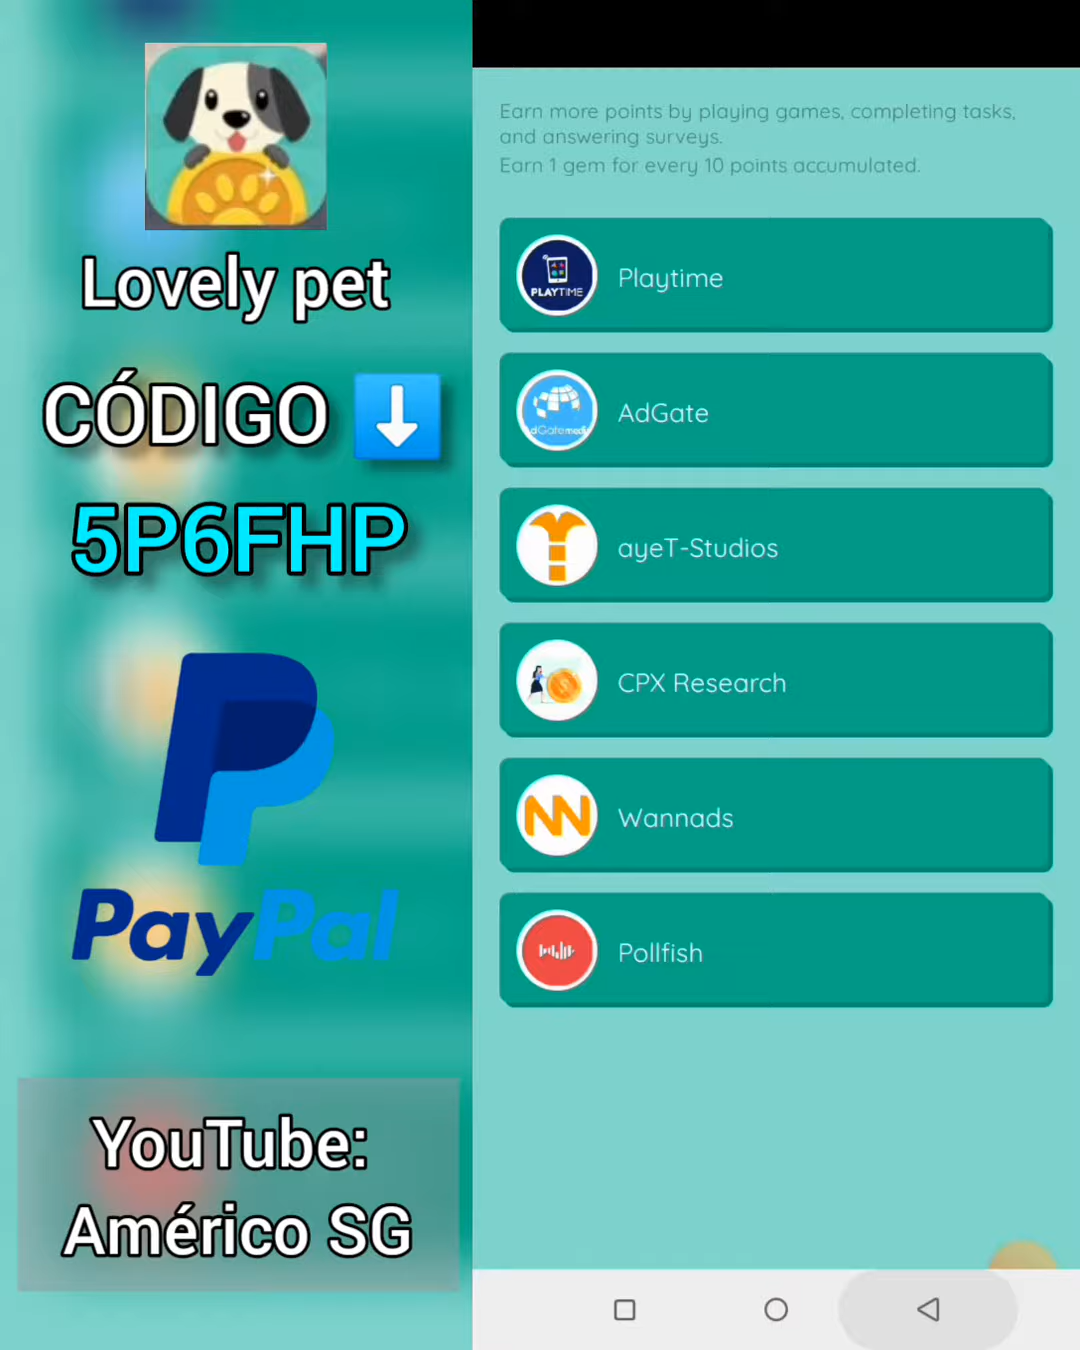 Lovely pet
CÓDIGO
5P6FHP
PayPal
YouTube:
Américo SG
Earn more points by playing games, completing tasks,
and answering surveys.
Earn 1 gem for every 10 points accumulated.
PLAYTIME
Playtime
AdGatemedia
AdGate
ayeT-Studios
CPX Research
Wannads
Pollfish